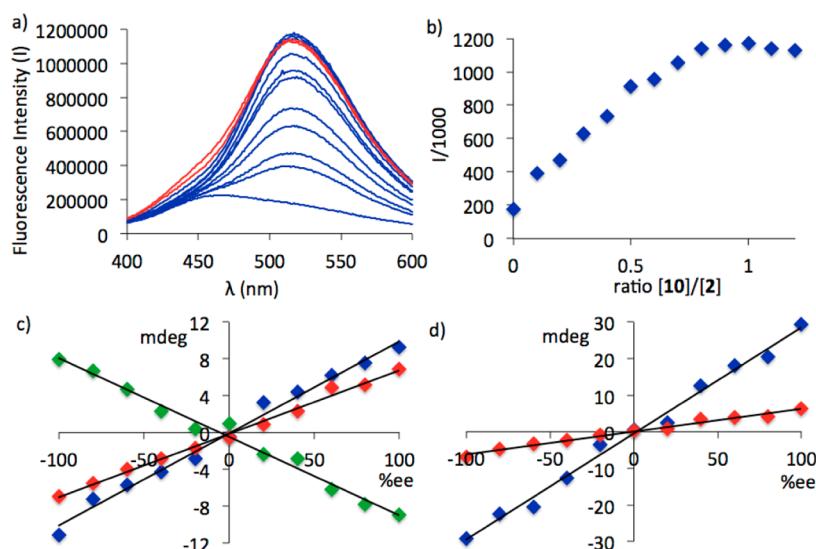 a)
Fluorescence Intensity (I)
1200000
1000000
800000
600000
400000
200000
0
400 450 500 550 600
λ (nm)
b)
I/1000
1200
1000
800
600
400
200
0
0 0.5 1
ratio [10]/[2]
c)
mdeg
12
8
4
0
-4
-8
-12
-100 -50 0 50 100
%ee
d)
mdeg
30
20
10
0
-10
-20
-30
-100 -50 0 50 100
%ee